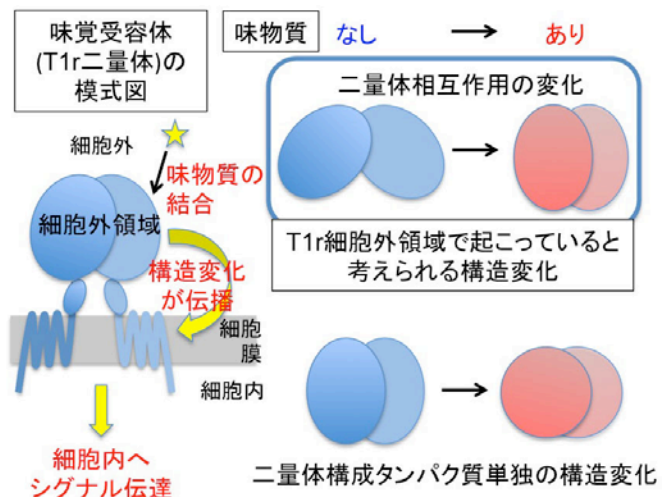 味覚受容体
(T1r二量体)の
模式図
味物質
なし
あり
細胞外
味物質の
結合
細胞外領域
構造変化
が伝播
細胞
膜
細胞内
細胞内へ
シグナル伝達
二量体相互作用の変化
T1r細胞外領域で起こっていると
考えられる構造変化
二量体構成タンパク質単独の構造変化